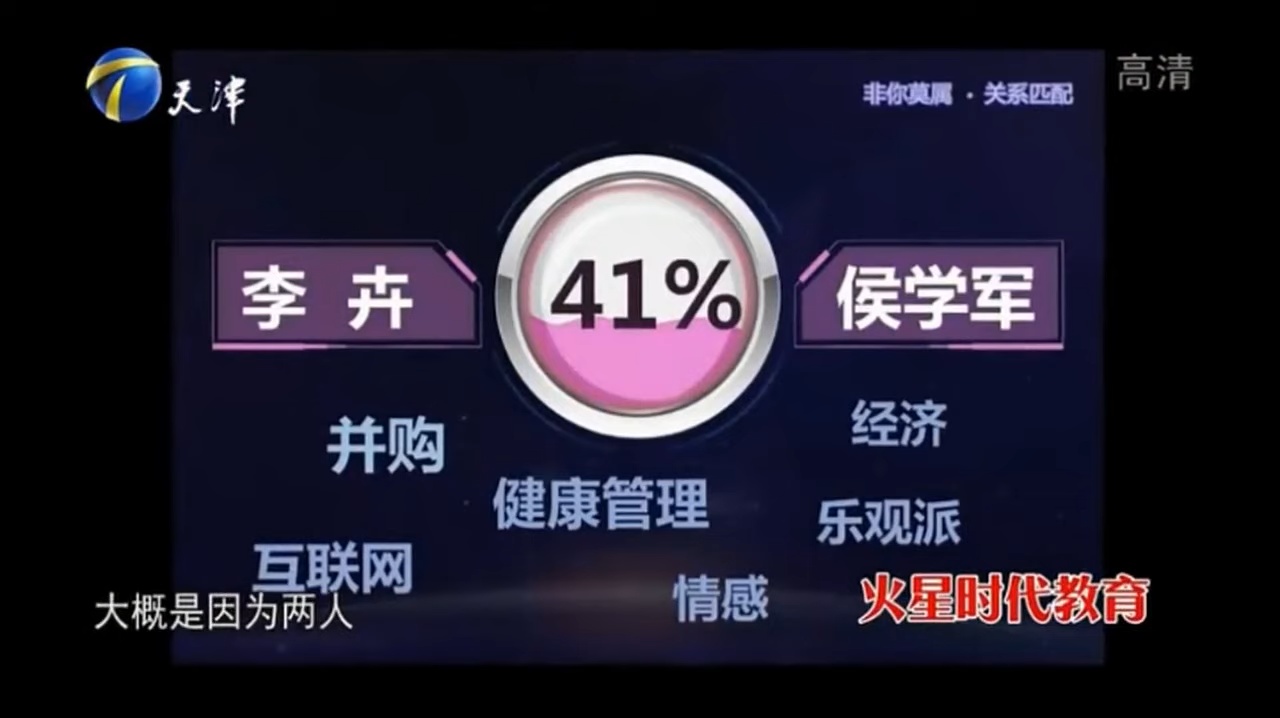 天津
高清
非你莫属·关系匹配
李卉
41%
侯学军
并购
经济
健康管理
乐观派
互联网
情感
火星时代教育
大概是因为两人